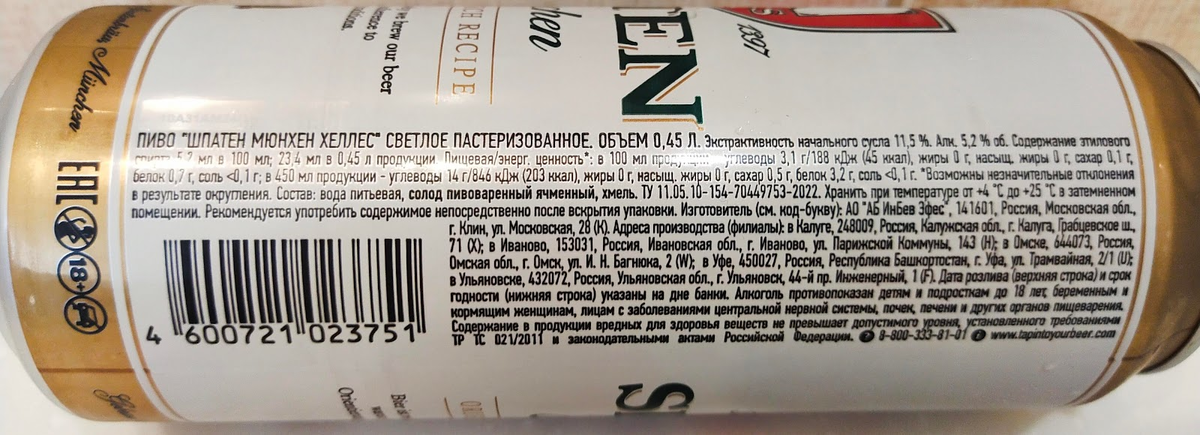 München
we brew our beer
RECIPE
1397
EN
ПИВО "ШПАТЕН МЮНХЕН ХЕЛЛЕС" СВЕТЛОЕ ПАСТЕРИЗОВАННОЕ. ОБЪЕМ 0,45 Л. Экстрактивность начального сусла 11,5 %. Алк. 5,2 % об. Содержание этилового
спирта 5,2 мл в 100 мл; 23,4 мл в 0,45 л продукции. Пищевая/энерг. ценность*: в 100 мл продукции - углеводы 3,1 г/188 кДж (45 ккал), жиры 0 г, насыщ. жиры 0 г, сахар 0,1 г,
белок 0,7 г, соль <0,1 г; в 450 мл продукции - углеводы 14 г/846 кДж (203 ккал), жиры 0 г, насыщ. жиры 0 г, сахар 0,5 г, белок 3,2 г, соль <0,1 г. *Возможны незначительные отклонения
в результате округления. Состав: вода питьевая, солод пивоваренный ячменный, хмель. ТУ 11.05.10-154-70449753-2022. Хранить при температуре от +4 °С до +25 °С в затемненном
помещении. Рекомендуется употребить содержимое непосредственно после вскрытия упаковки. Изготовитель (см. код-букву): АО "АБ ИнБев Эфес", 141601, Россия, Московская обл.,
г. Клин, ул. Московская, 28 (К). Адреса производства (филиалы): в Калуге, 248009, Россия, Калужская обл., г. Калуга, Грабцевское ш.,
71 (Х); в Иваново, 153031, Россия, Ивановская обл., г. Иваново, ул. Парижской Коммуны, 143 (Н); в Омске, 644073, Россия,
Омская обл., г. Омск, ул. И. Н. Багнюка, 2 (W); в Уфе, 450027, Россия, Республика Башкортостан, г. Уфа, ул. Трамвайная, 2/1 (U);
в Ульяновске, 432072, Россия, Ульяновская обл., г. Ульяновск, 44-й пр. Инженерный, 1 (F). Дата розлива (верхняя строка) и срок
годности (нижняя строка) указаны на дне банки. Алкоголь противопоказан детям и подросткам до 18 лет, беременным и
кормящим женщинам, лицам с заболеваниями центральной нервной системы, почек, печени и других органов пищеварения.
Содержание в продукции вредных для здоровья веществ не превышает допустимого уровня, установленного требованиями
ТР ТС 021/2011 и законодательными актами Российской Федерации. 8-800-333-81-01 www.tapintoyourbeer.com
EAC
18+
4 600721 023751